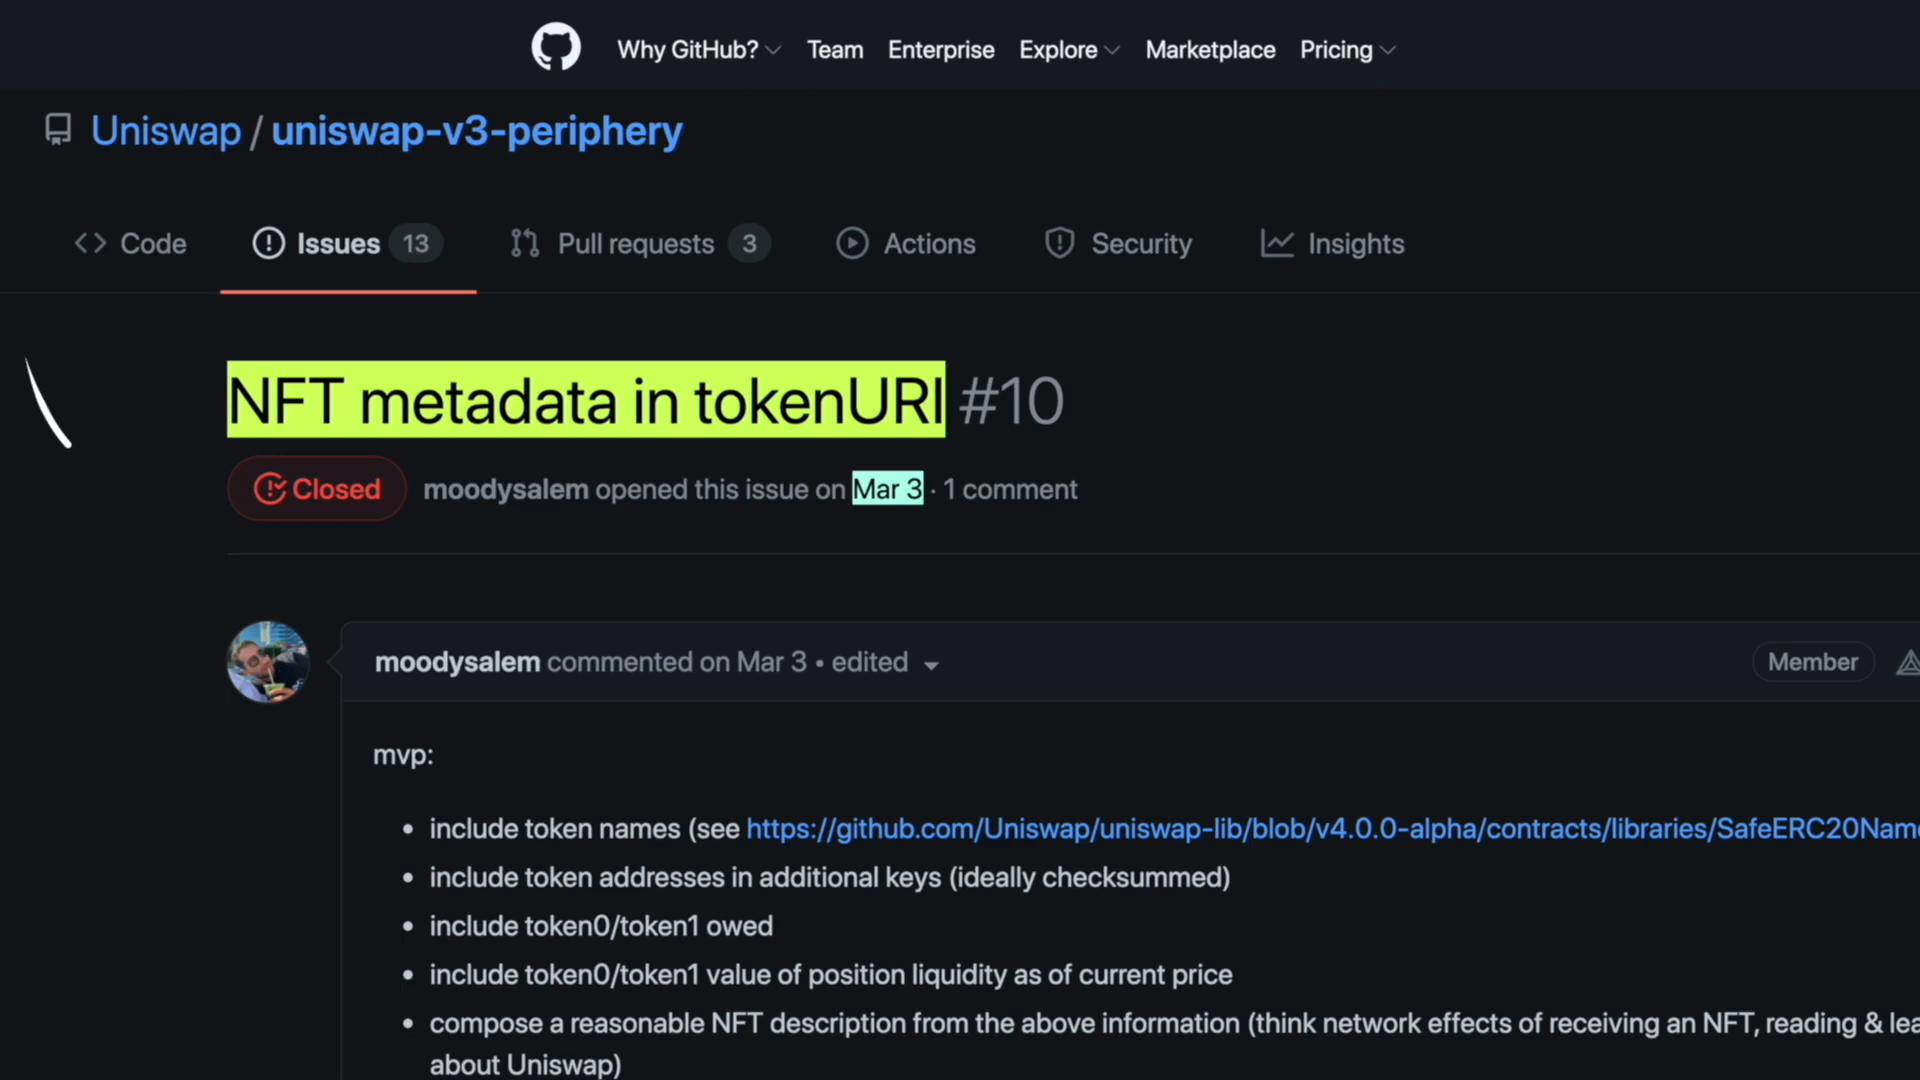 Why GitHub? Team Enterprise Explore Marketplace Pricing
Uniswap / uniswap-v3-periphery
Code Issues 13 Pull requests 3 Actions Security Insights
NFT metadata in tokenURI #10
Closed moodysalem opened this issue on Mar 3 · 1 comment
moodysalem commented on Mar 3 • edited Member
mvp:
• include token names (see https://github.com/Uniswap/uniswap-lib/blob/v4.0.0-alpha/contracts/libraries/SafeERC20Name
• include token addresses in additional keys (ideally checksummed)
• include token0/token1 owed
• include token0/token1 value of position liquidity as of current price
• compose a reasonable NFT description from the above information (think network effects of receiving an NFT, reading &
about Uniswap)